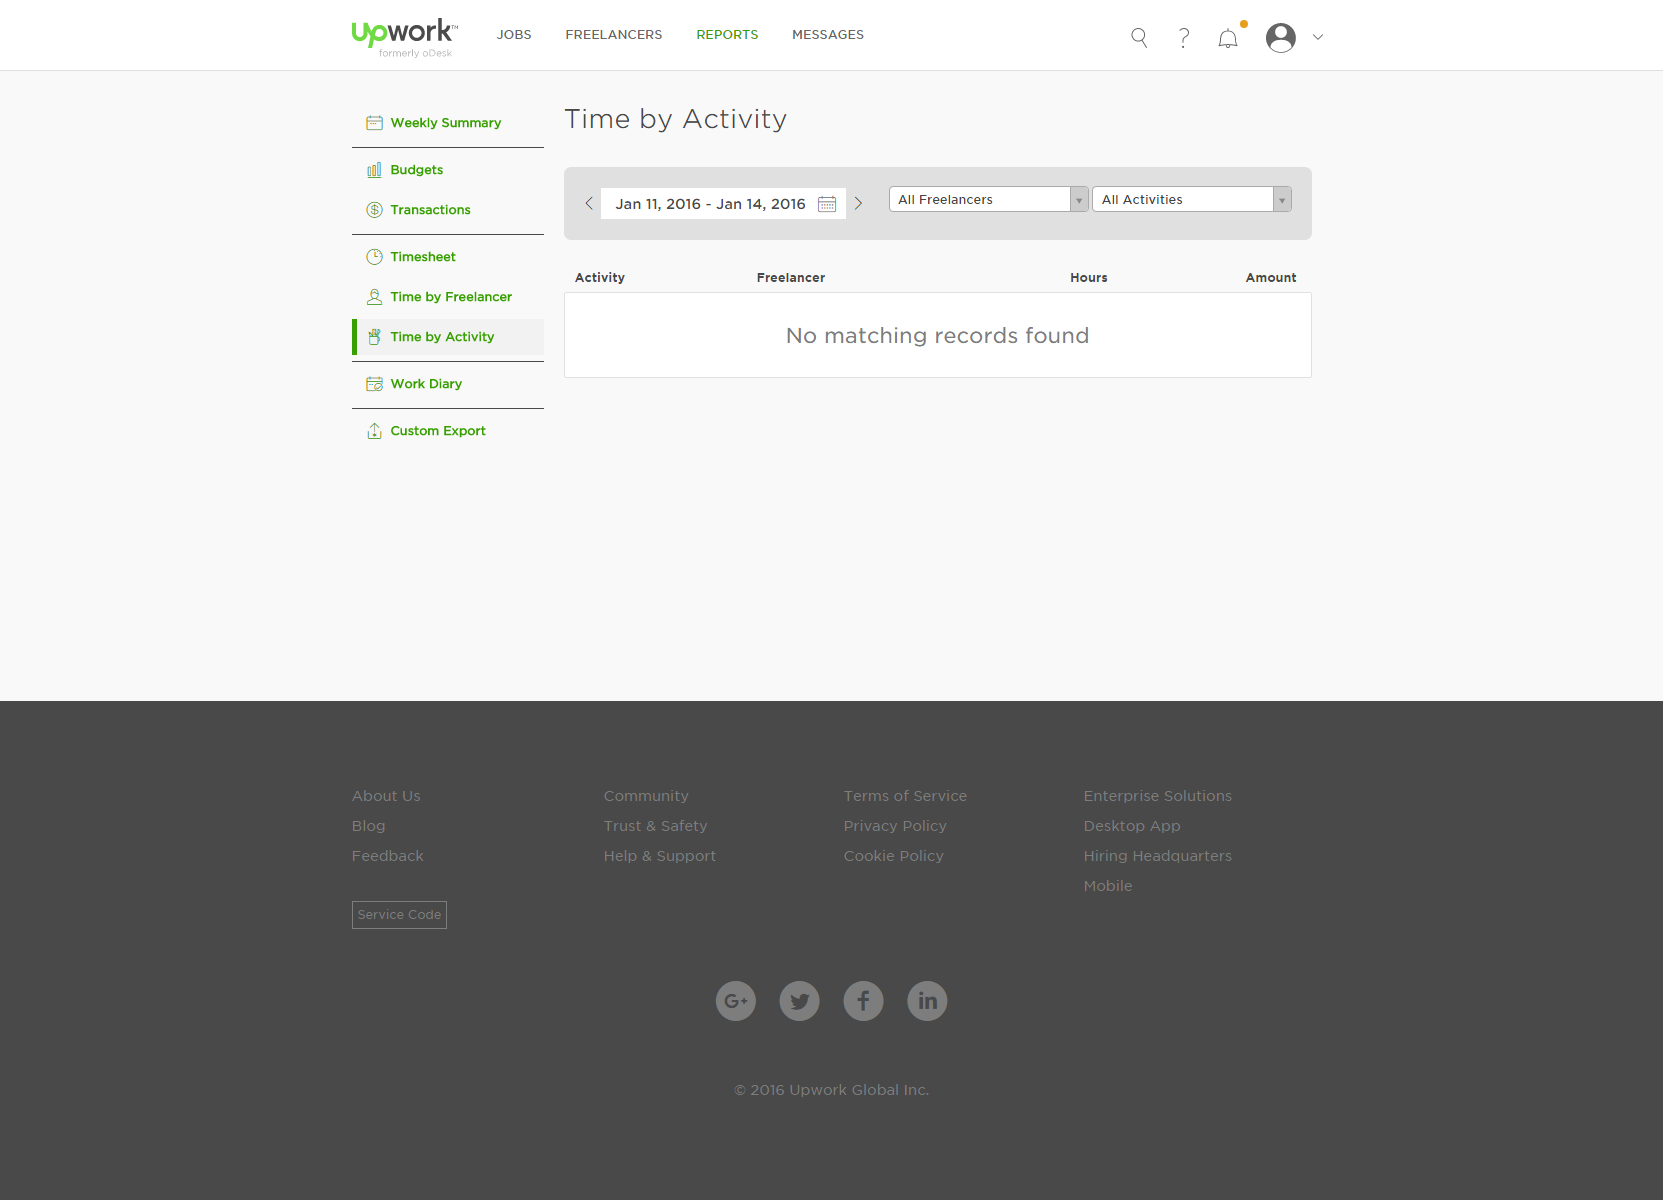 Upwork™
formerly oDesk
JOBS FREELANCERS REPORTS MESSAGES
Weekly Summary
Budgets
Transactions
Timesheet
Time by Freelancer
Time by Activity
Work Diary
Custom Export
Time by Activity
Jan 11, 2016 - Jan 14, 2016
All Freelancers
All Activities
Activity Freelancer Hours Amount
No matching records found
About Us
Blog
Feedback
Community
Trust & Safety
Help & Support
Terms of Service
Privacy Policy
Cookie Policy
Enterprise Solutions
Desktop App
Hiring Headquarters
Mobile
Service Code
G+
f
in
© 2016 Upwork Global Inc.